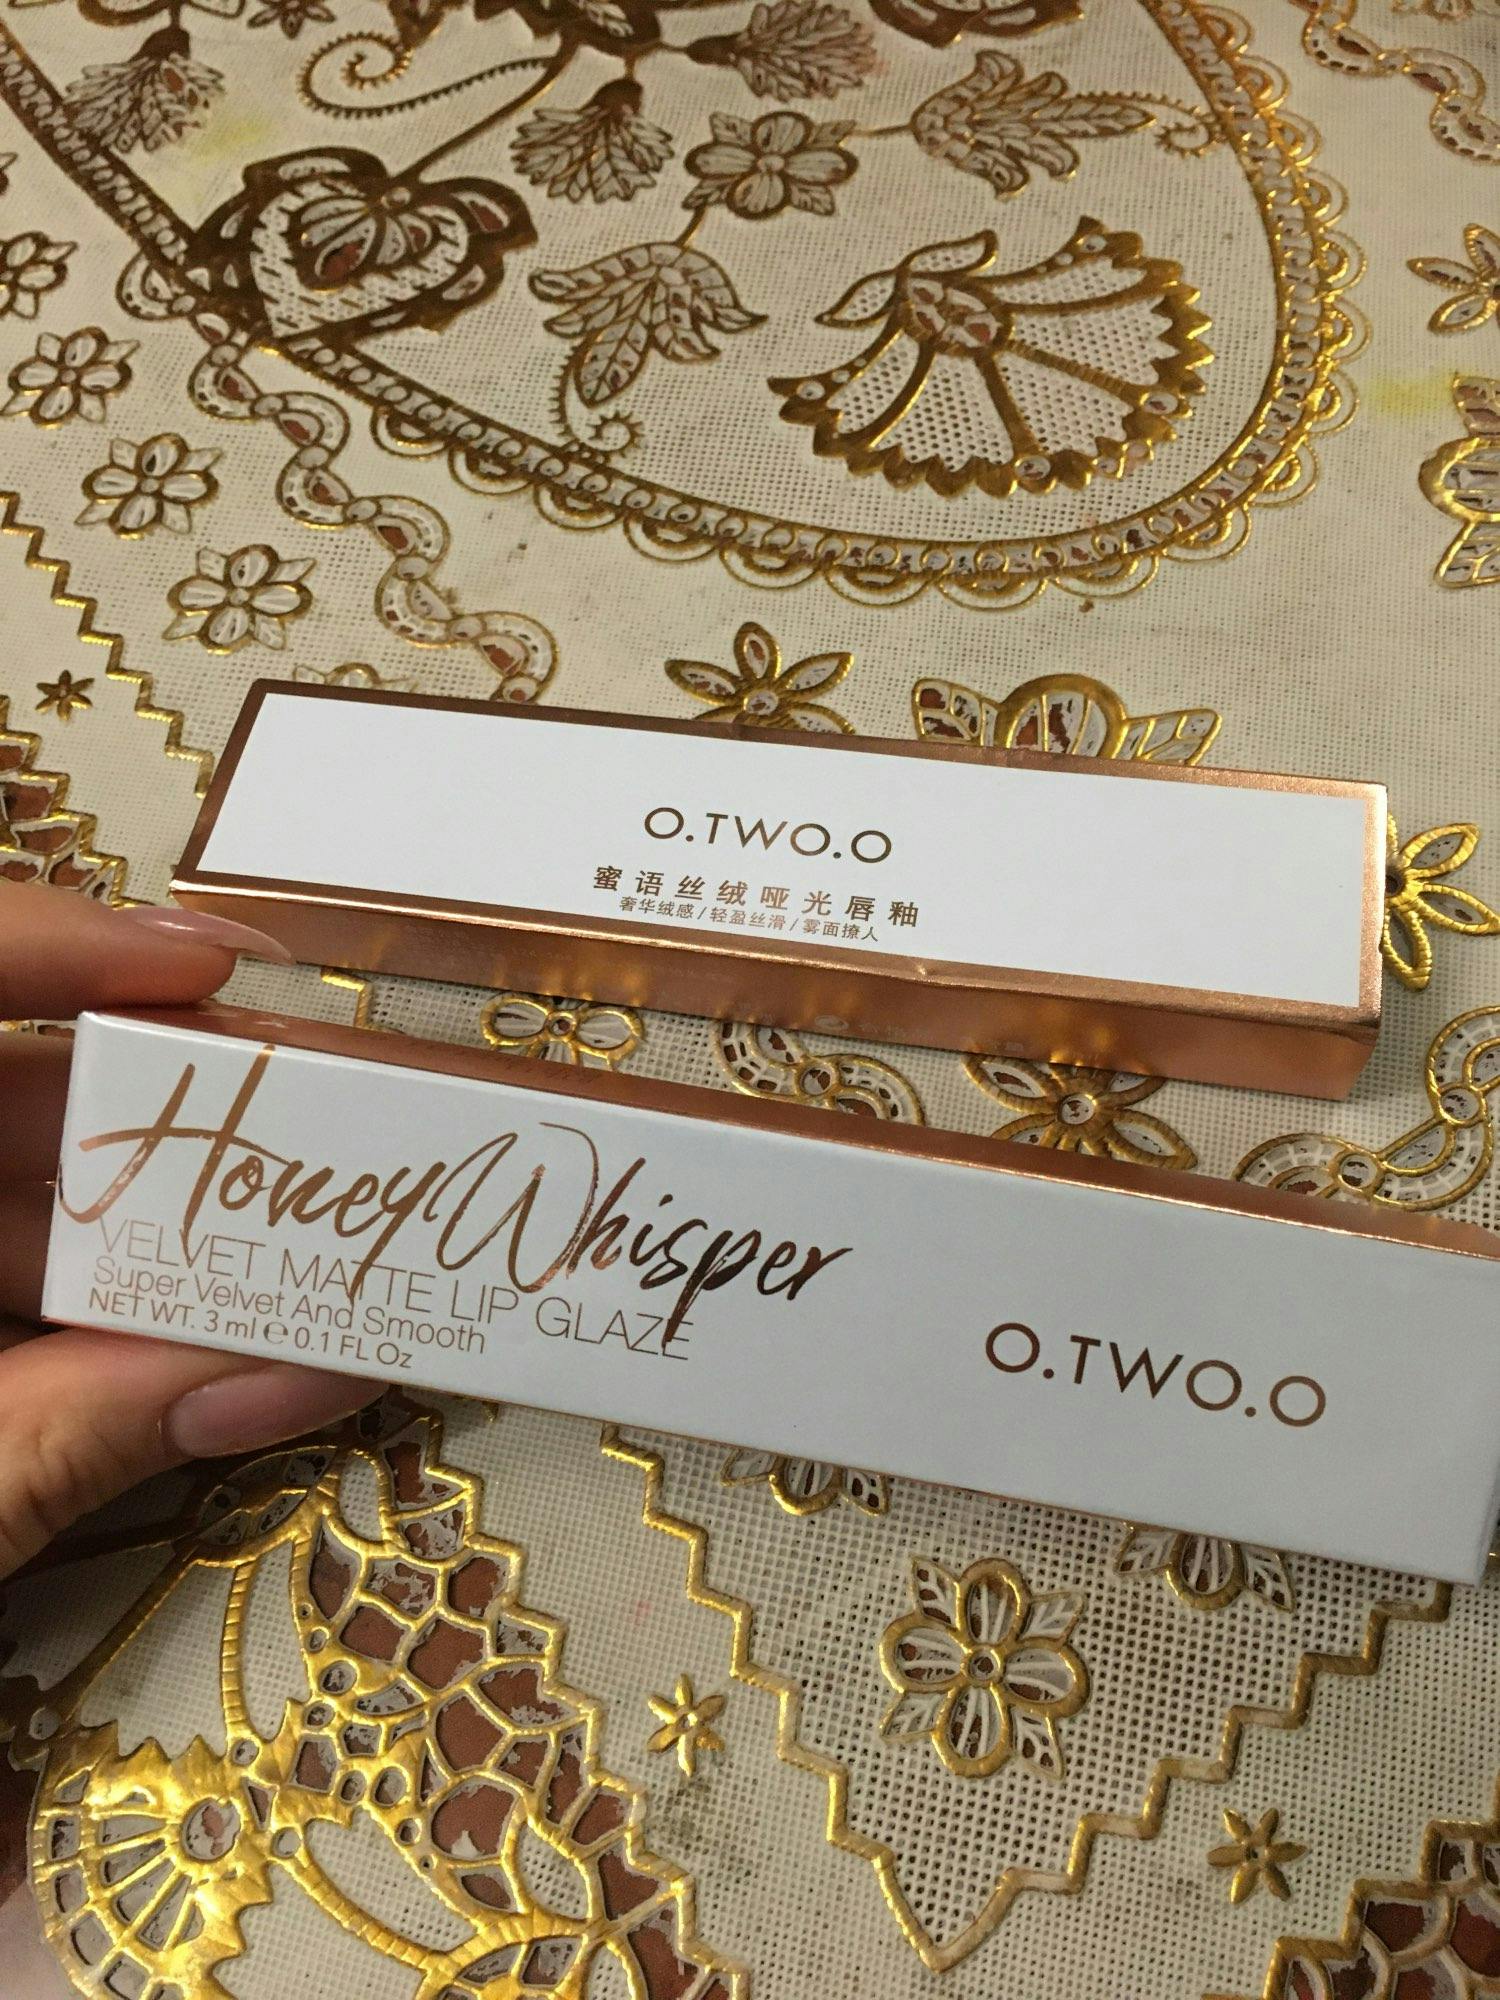 O.TWO.O
蜜语丝绒哑光唇釉
奢华绒感/轻盈丝滑/雾面撩人
Honey Whisper
VELVET MATTE LIP GLAZE
Super Velvet And Smooth
NET WT. 3 ml ℮ 0.1 FL Oz
O.TWO.O